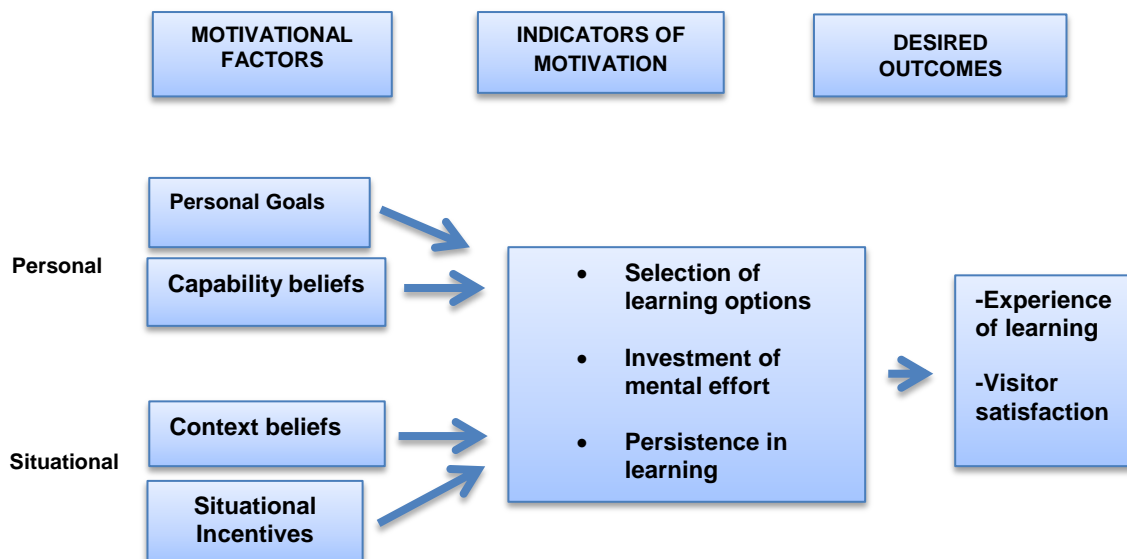 MOTIVATIONAL
FACTORS
INDICATORS OF
MOTIVATION
DESIRED
OUTCOMES
Personal
Personal Goals
Capability beliefs
Situational
Context beliefs
Situational
Incentives
• Selection of
learning options
• Investment of
mental effort
• Persistence in
learning
-Experience
of learning
-Visitor
satisfaction